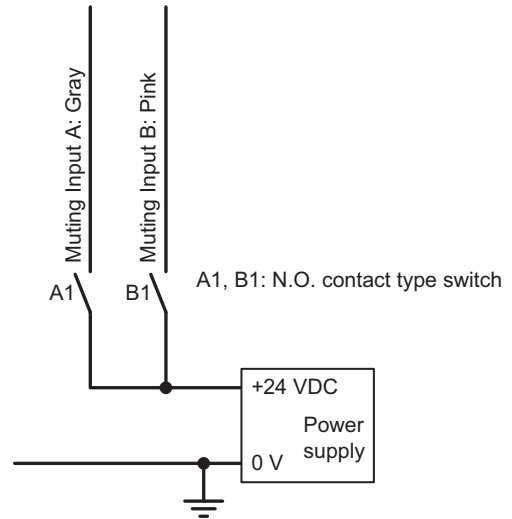 Muting Input A: Gray
Muting Input B: Pink
A1
B1
A1, B1: N.O. contact type switch
+24 VDC
Power
supply
0 V